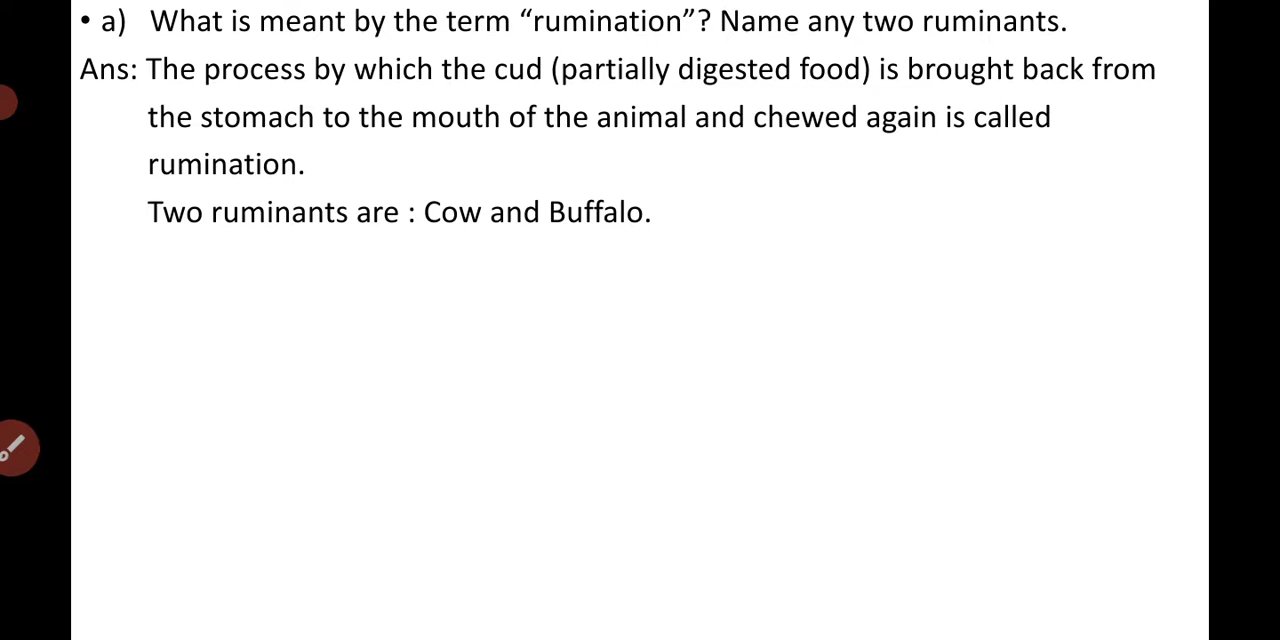 • a) What is meant by the term “rumination”? Name any two ruminants.
Ans: The process by which the cud (partially digested food) is brought back from
the stomach to the mouth of the animal and chewed again is called
rumination.
Two ruminants are : Cow and Buffalo.